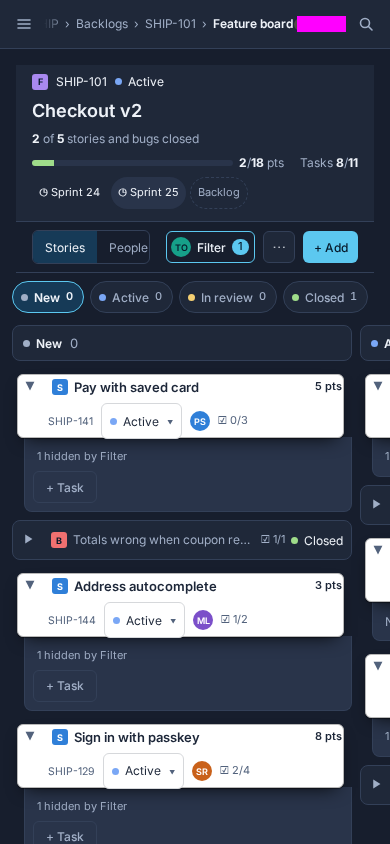 Backlogs › SHIP-101 › Feature board
F SHIP-101 Active
Checkout v2
2 of 5 stories and bugs closed
2/18 pts Tasks 8/11
Sprint 24 Sprint 25 Backlog
Stories People TO Filter 1 ··· + Add
New 0 Active 0 In review 0 Closed 1
New 0
S Pay with saved card 5 pts
SHIP-141 Active PS 0/3
1 hidden by Filter
+ Task
B Totals wrong when coupon re... 1/1 Closed
S Address autocomplete 3 pts
SHIP-144 Active ML 1/2
1 hidden by Filter
+ Task
S Sign in with passkey 8 pts
SHIP-129 Active SR 2/4
1 hidden by Filter
+ Task